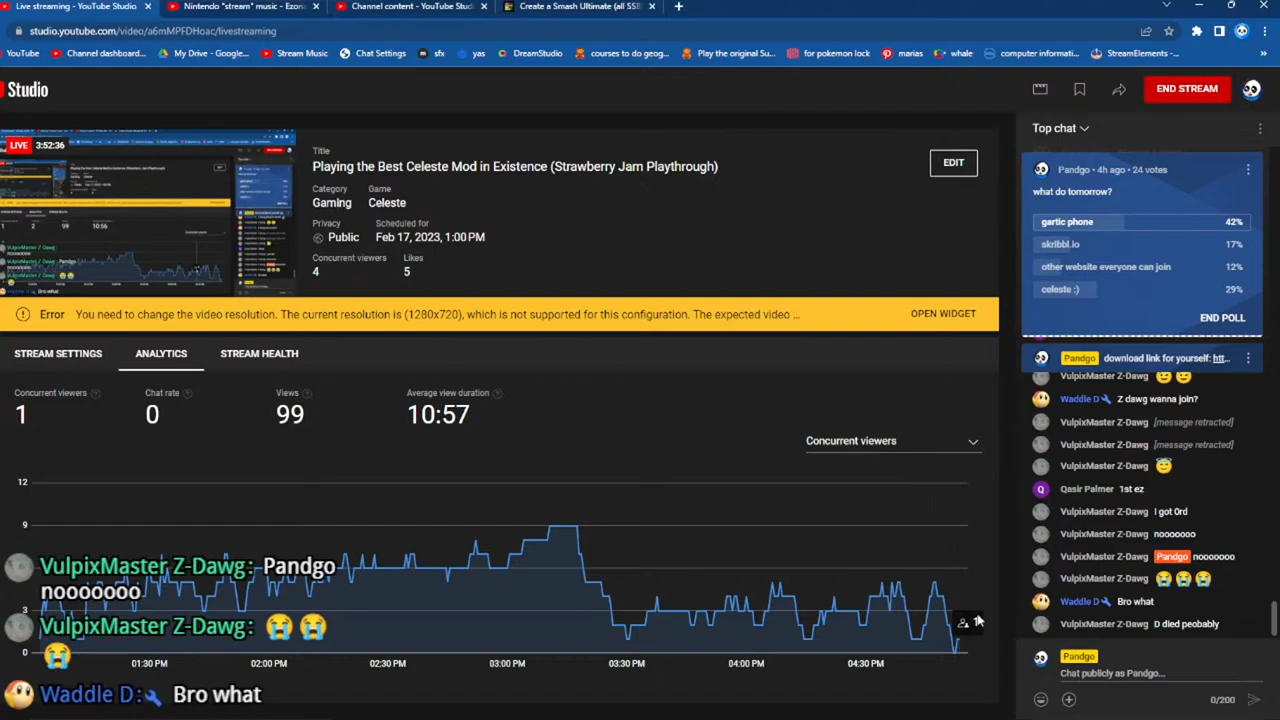 Live streaming - YouTube Studio
Nintendo "stream" music - Ezona
Channel content - YouTube Studio
Create a Smash Ultimate (all SSB
studio.youtube.com/video/a6mMPFDHoac/livestreaming
YouTube
Channel dashboard...
My Drive - Google...
Stream Music
Chat Settings
sfx
yas
DreamStudio
courses to do geog...
Play the original Su...
for pokemon lock
marias
whale
computer informati...
StreamElements -...
Studio
END STREAM
LIVE 3:52:36
Title
Playing the Best Celeste Mod in Existence (Strawberry Jam Playthrough)
EDIT
Category
Gaming
Game
Celeste
Privacy
Public
Scheduled for
Feb 17, 2023, 1:00 PM
Concurrent viewers
4
Likes
5
Error You need to change the video resolution. The current resolution is (1280x720), which is not supported for this configuration. The expected video ...
OPEN WIDGET
STREAM SETTINGS
ANALYTICS
STREAM HEALTH
Concurrent viewers
1
Chat rate
0
Views
99
Average view duration
10:57
Concurrent viewers
12
9
3
0
01:30 PM
02:00 PM
02:30 PM
03:00 PM
03:30 PM
04:00 PM
04:30 PM
VulpixMaster Z-Dawg: Pandgo
nooooooo
VulpixMaster Z-Dawg: 😭😭
😭
Waddle D🔧: Bro what
Top chat
Pandgo • 4h ago • 24 votes
what do tomorrow?
gartic phone 42%
skribbl.io 17%
other website everyone can join 12%
celeste :) 29%
END POLL
Pandgo download link for yourself: htt...
VulpixMaster Z-Dawg 😉😉
Waddle D🔧 Z dawg wanna join?
VulpixMaster Z-Dawg [message retracted]
VulpixMaster Z-Dawg [message retracted]
VulpixMaster Z-Dawg 😇
Q Qasir Palmer 1st ez
VulpixMaster Z-Dawg I got 0rd
VulpixMaster Z-Dawg nooooooo
VulpixMaster Z-Dawg Pandgo nooooooo
VulpixMaster Z-Dawg 😭😭😭
Waddle D🔧 Bro what
VulpixMaster Z-Dawg D died peobably
Pandgo
Chat publicly as Pandgo...
0/200